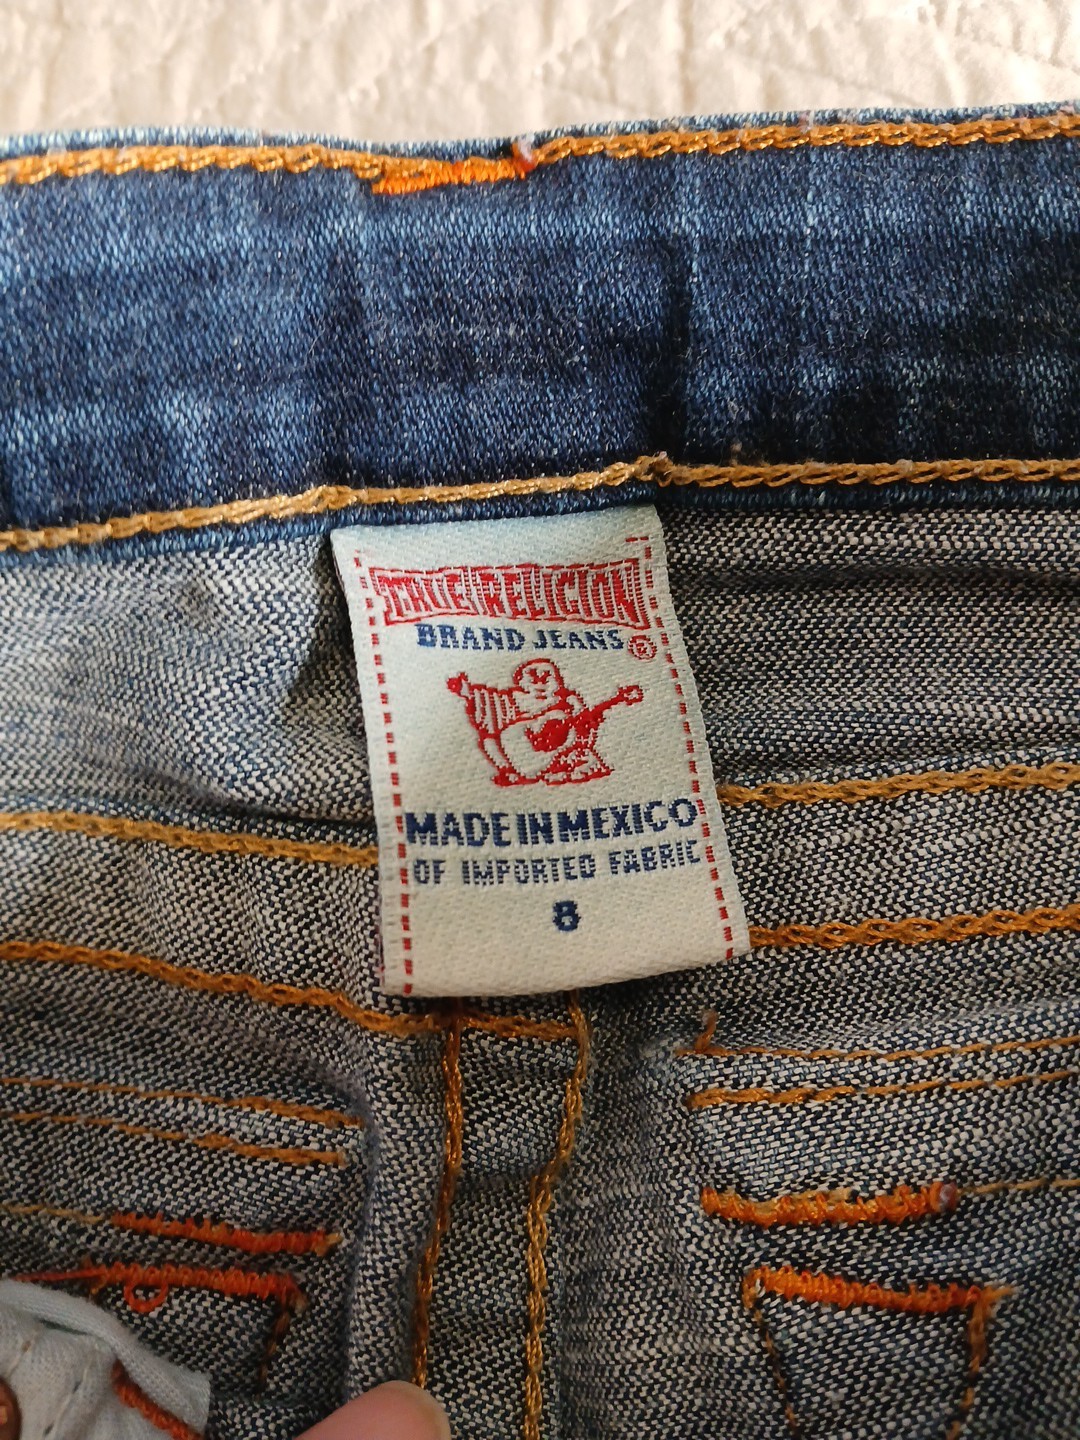 TRUE RELIGION
BRAND JEANS®
MADE IN MEXICO
OF IMPORTED FABRIC
8